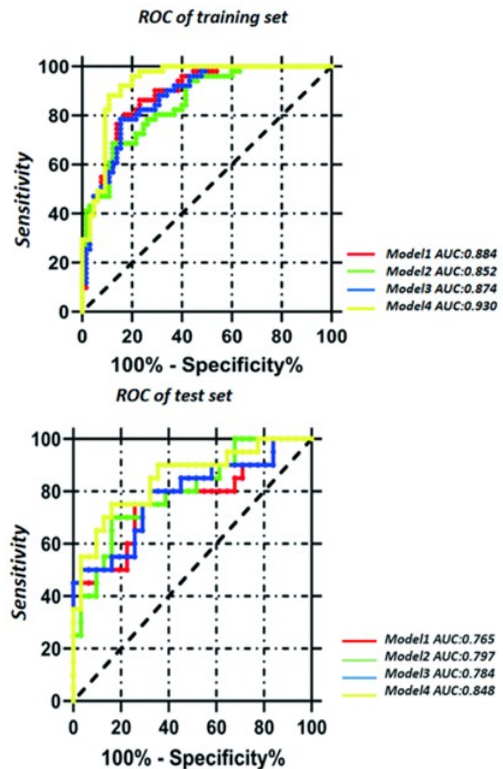 ROC of training set
100
80
60
40
20
0
Sensitivity
0 20 40 60 80 100
100% - Specificity%
Model1 AUC:0.884
Model2 AUC:0.852
Model3 AUC:0.874
Model4 AUC:0.930
ROC of test set
100
80
60
40
20
0
Sensitivity
0 20 40 60 80 100
100% - Specificity%
Model1 AUC:0.765
Model2 AUC:0.797
Model3 AUC:0.784
Model4 AUC:0.848